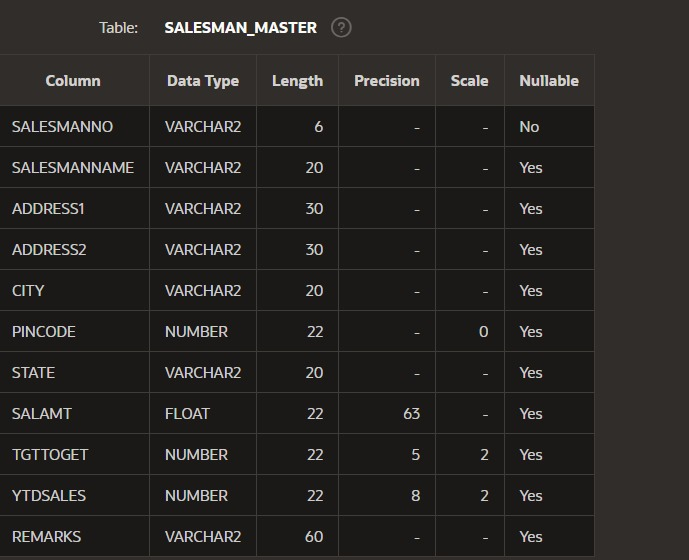 Table: SALESMAN_MASTER ?
Column Data Type Length Precision Scale Nullable
SALESMANNO VARCHAR2 6 - - No
SALESMANNAME VARCHAR2 20 - - Yes
ADDRESS1 VARCHAR2 30 - - Yes
ADDRESS2 VARCHAR2 30 - - Yes
CITY VARCHAR2 20 - - Yes
PINCODE NUMBER 22 - 0 Yes
STATE VARCHAR2 20 - - Yes
SALAMT FLOAT 22 63 - Yes
TGTTOGET NUMBER 22 5 2 Yes
YTDSALES NUMBER 22 8 2 Yes
REMARKS VARCHAR2 60 - - Yes